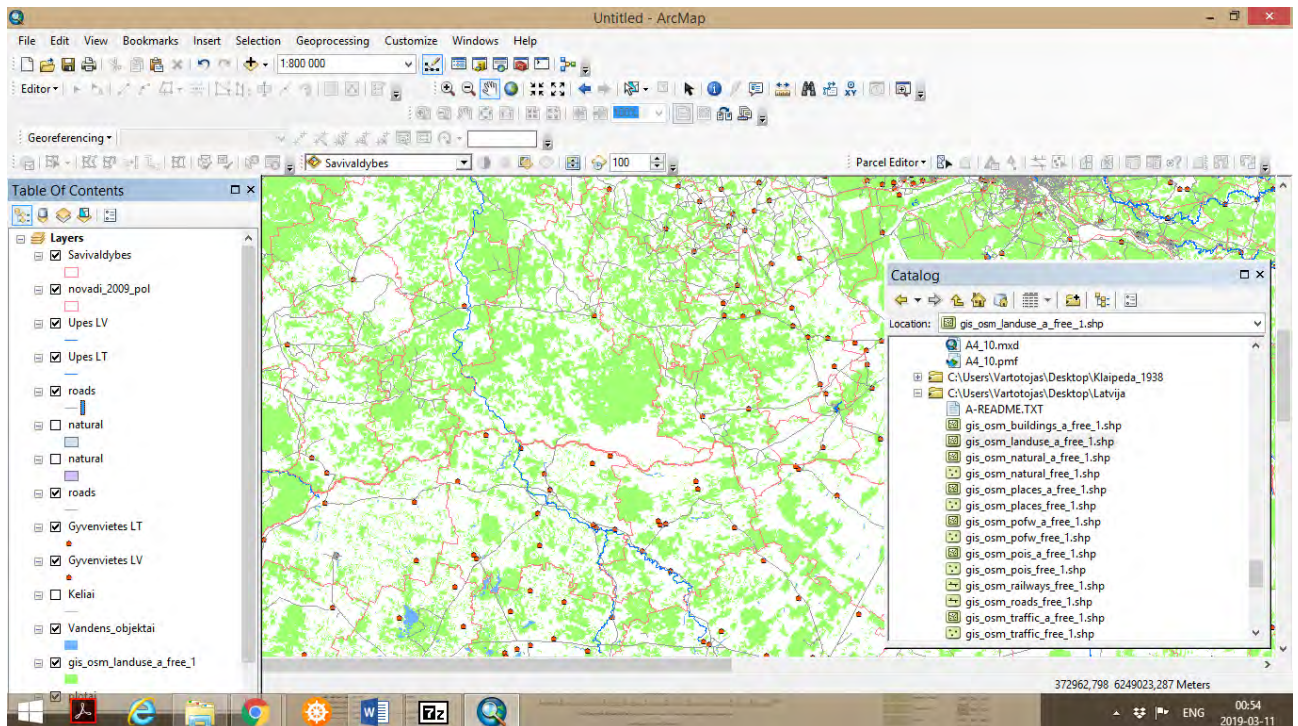 Untitled - ArcMap
File Edit View Bookmarks Insert Selection Geoprocessing Customize Windows Help
1:800 000
Editor
Georeferencing
Savivaldybes
100
Parcel Editor
Table Of Contents
Layers
Savivaldybes
novadi_2009_pol
Upes LV
Upes LT
roads
natural
natural
roads
Gyvenvietes LT
Gyvenvietes LV
Keliai
Vandens_objektai
gis_osm_landuse_a_free_1
plotai
Catalog
Location: gis_osm_landuse_a_free_1.shp
A4_10.mxd
A4_10.pmf
C:\Users\Vartotojas\Desktop\Klaipeda_1938
C:\Users\Vartotojas\Desktop\Latvija
A-README.TXT
gis_osm_buildings_a_free_1.shp
gis_osm_landuse_a_free_1.shp
gis_osm_natural_a_free_1.shp
gis_osm_natural_free_1.shp
gis_osm_places_a_free_1.shp
gis_osm_places_free_1.shp
gis_osm_pofw_a_free_1.shp
gis_osm_pofw_free_1.shp
gis_osm_pois_a_free_1.shp
gis_osm_pois_free_1.shp
gis_osm_railways_free_1.shp
gis_osm_roads_free_1.shp
gis_osm_traffic_a_free_1.shp
gis_osm_traffic_free_1.shp
372962,798 6249023,287 Meters
7z
ENG
00:54
2019-03-11